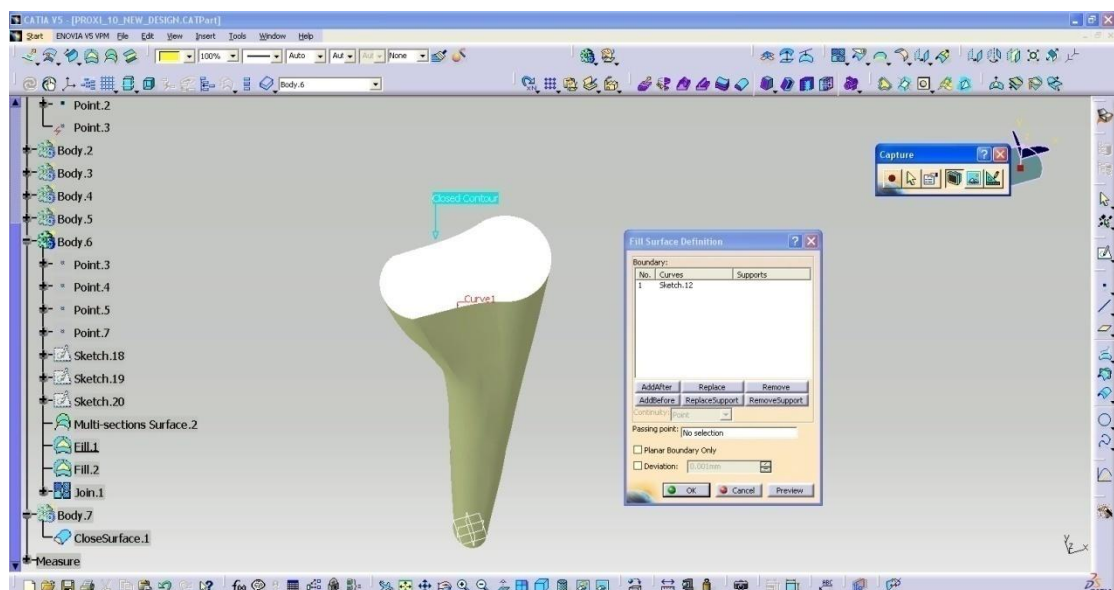 CATIA V5 - [PROXI_10_NEW_DESIGN.CATPart]
Start ENOVIA V5 VPM File Edit View Insert Tools Window Help
100% Auto Aut Aut None
Body.6
Point.2
Point.3
Body.2
Body.3
Body.4
Body.5
Body.6
Point.3
Point.4
Point.5
Point.7
Sketch.18
Sketch.19
Sketch.20
Multi-sections Surface.2
Fill.1
Fill.2
Join.1
Body.7
CloseSurface.1
Measure
Closed Contour
Curve1
Capture
Fill Surface Definition
Boundary:
No. Curves Supports
1 Sketch.12
AddAfter Replace Remove
AddBefore ReplaceSupport RemoveSupport
Continuity: Point
Passing point: No selection
Planar Boundary Only
Deviation: 0.001mm
OK Cancel Preview